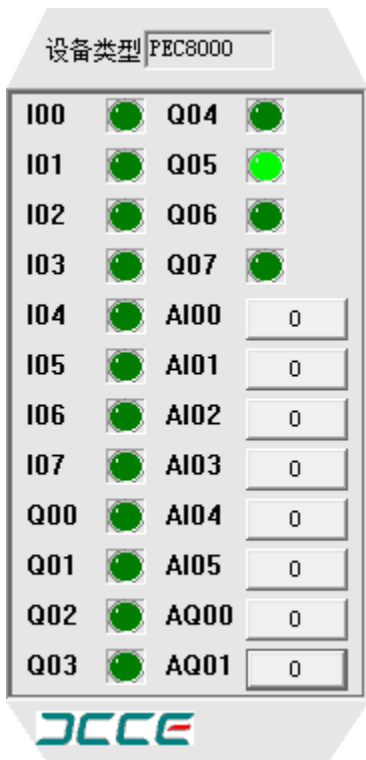 设备类型 PEC8000
I00 Q04
I01 Q05
I02 Q06
I03 Q07
I04 AI00 0
I05 AI01 0
I06 AI02 0
I07 AI03 0
Q00 AI04 0
Q01 AI05 0
Q02 AQ00 0
Q03 AQ01 0
DCCE